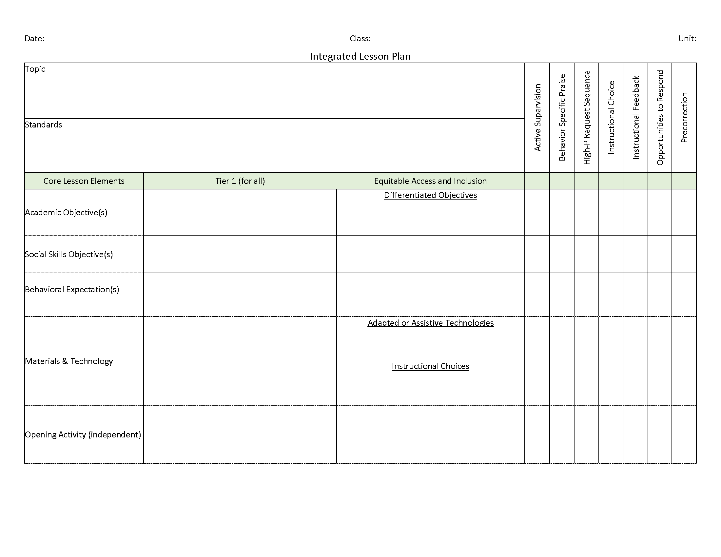 Date: Class: Unit:
Integrated Lesson Plan
Topic
Standards
Active Supervision
Behavior Specific Praise
High-P Request Sequence
Instructional Choice
Instructional Feedback
Opportunities to Respond
Precorrection
Core Lesson Elements Tier 1 (for all) Equitable Access and Inclusion
Differentiated Objectives
Academic Objective(s)
Social Skills Objective(s)
Behavioral Expectation(s)
Adapted or Assistive Technologies
Materials & Technology
Instructional Choices
Opening Activity (independent)